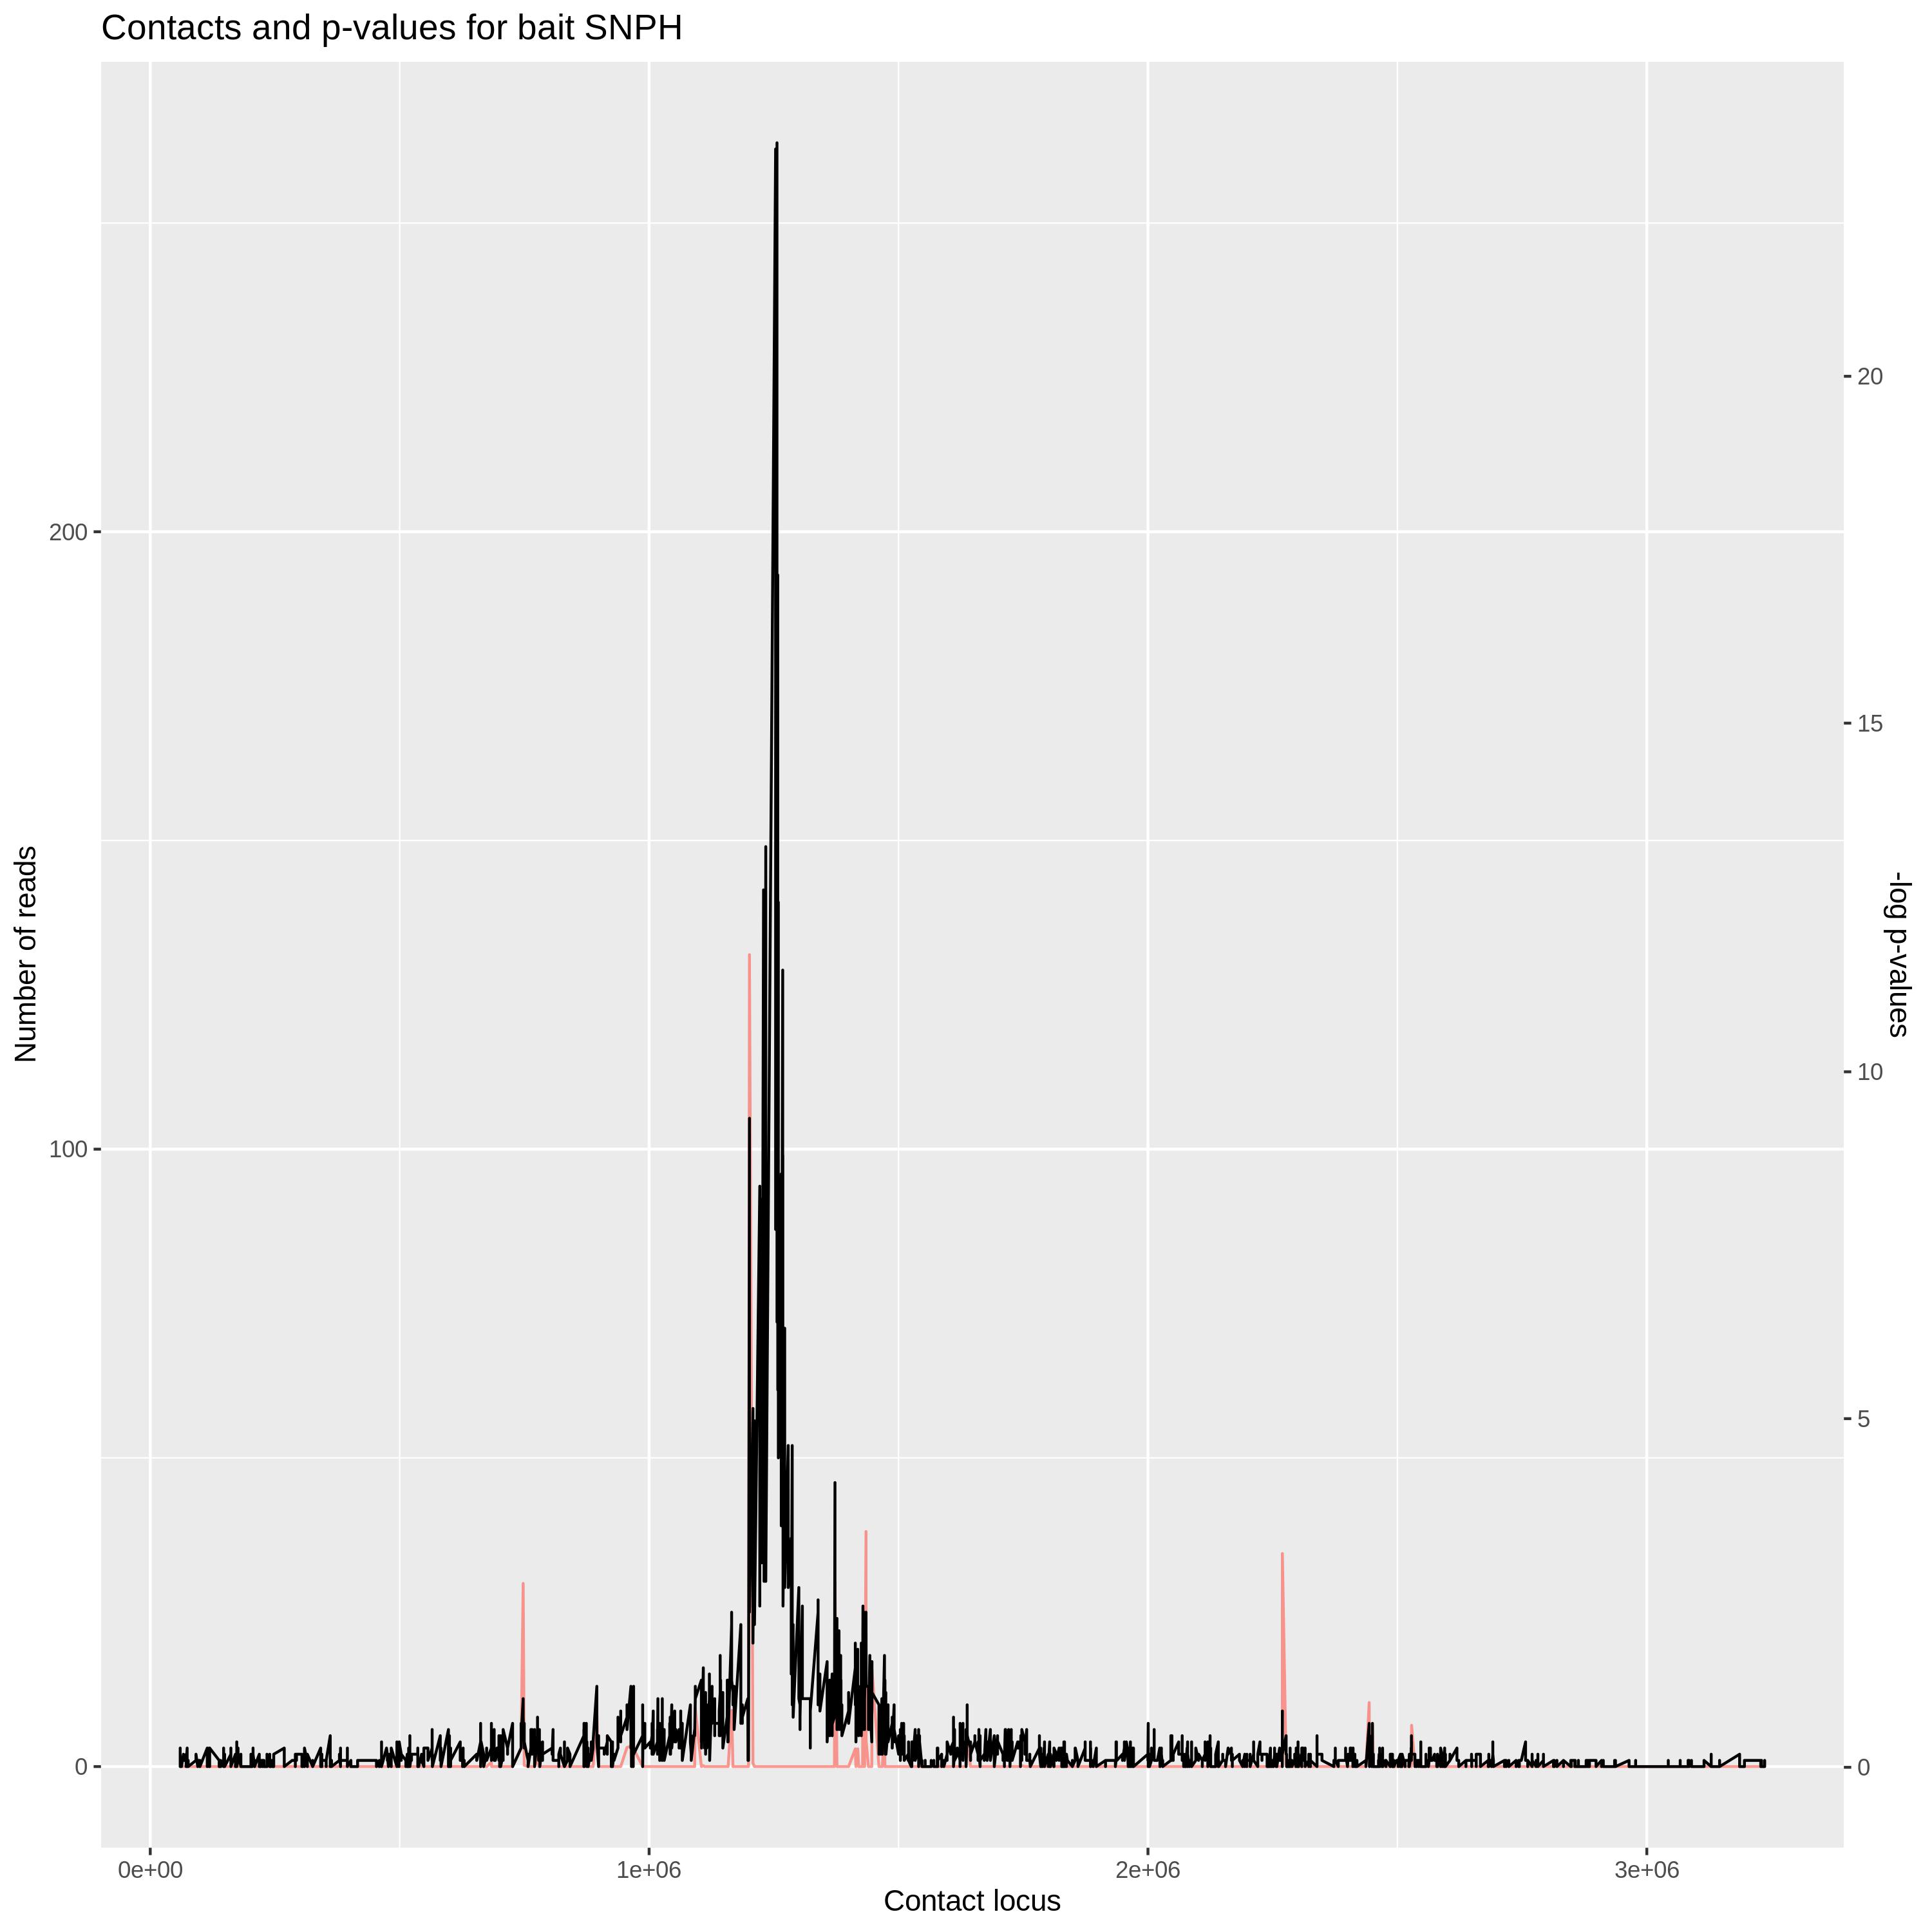 Contacts and p-values for bait SNPH
200
100
0
Number of reads
20
15
10
5
0
-log p-values
0e+00 1e+06 2e+06 3e+06
Contact locus